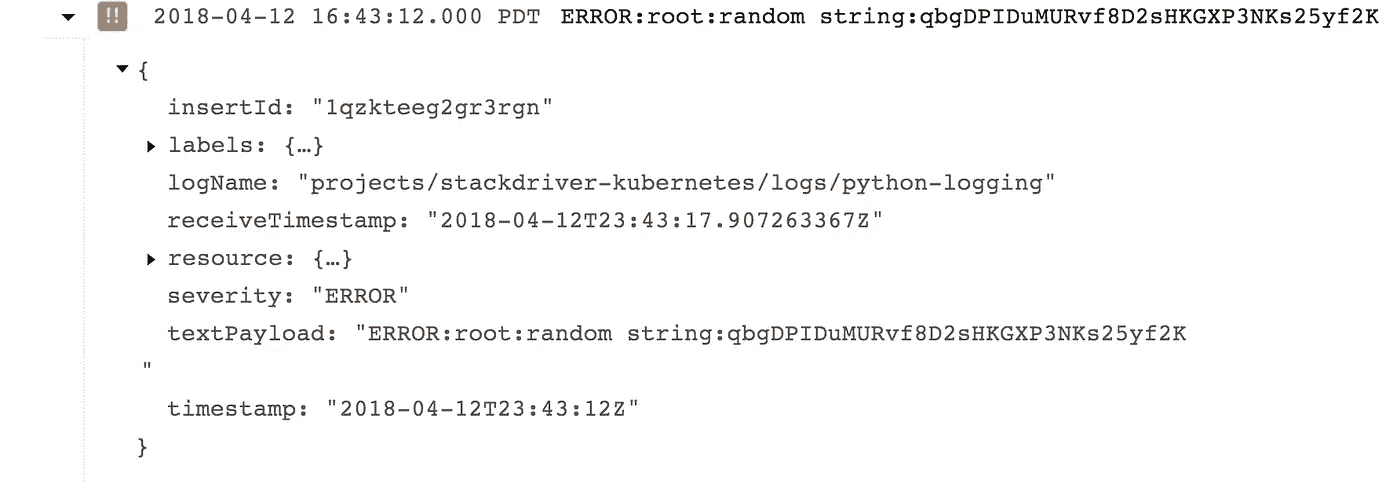 !! 2018-04-12 16:43:12.000 PDT ERROR:root:random string:qbgDPIDuMURvf8D2sHKGXP3NKs25yf2K
{
insertId: "1qzkteeg2gr3rgn"
labels: {…}
logName: "projects/stackdriver-kubernetes/logs/python-logging"
receiveTimestamp: "2018-04-12T23:43:17.907263367Z"
resource: {…}
severity: "ERROR"
textPayload: "ERROR:root:random string:qbgDPIDuMURvf8D2sHKGXP3NKs25yf2K
"
timestamp: "2018-04-12T23:43:12Z"
}